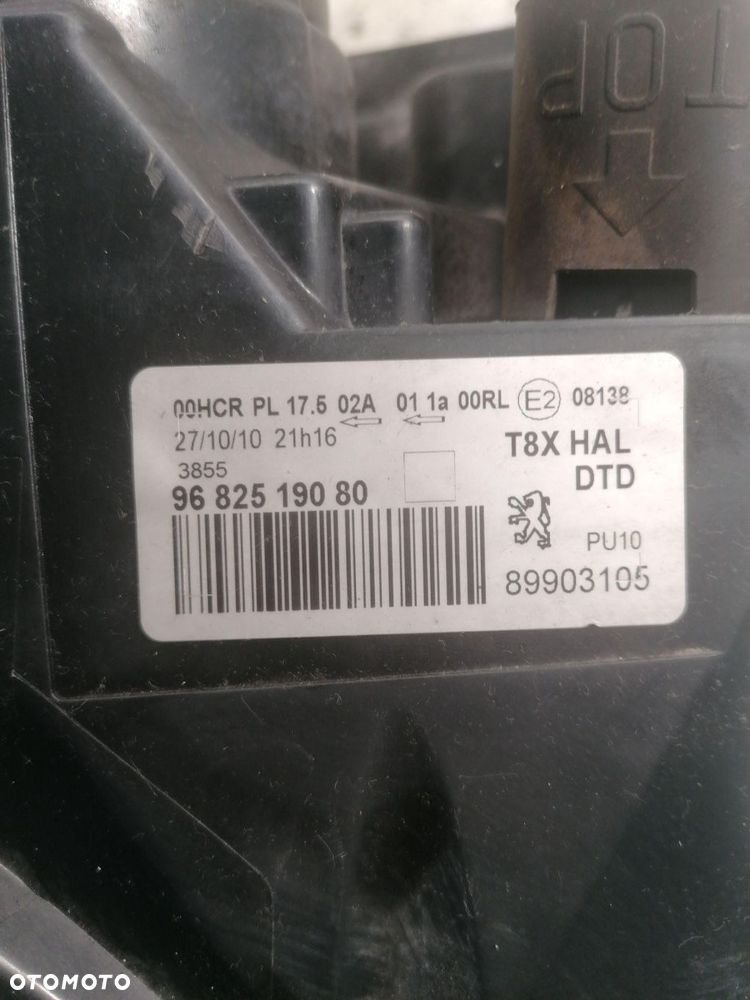 TOP
00HCR PL 17.5 02A 01 1a 00RL E2 08138
27/10/10 21h16
T8X HAL
3855
DTD
96 825 190 80
PU10
89903105
OTOMOTO